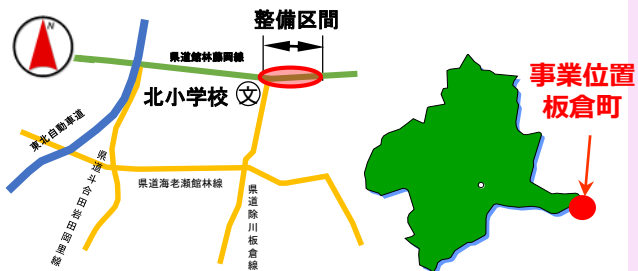 N
整備区間
県道館林藤岡線
北小学校 文
東北自動車道
県道斗合田岩田岡里線
県道海老瀬館林線
県道除川板倉線
事業位置
板倉町